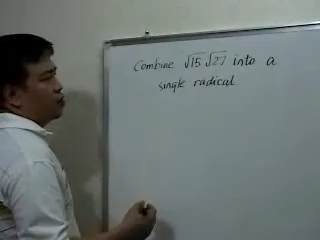 Combine √15 √27 into a
single radical